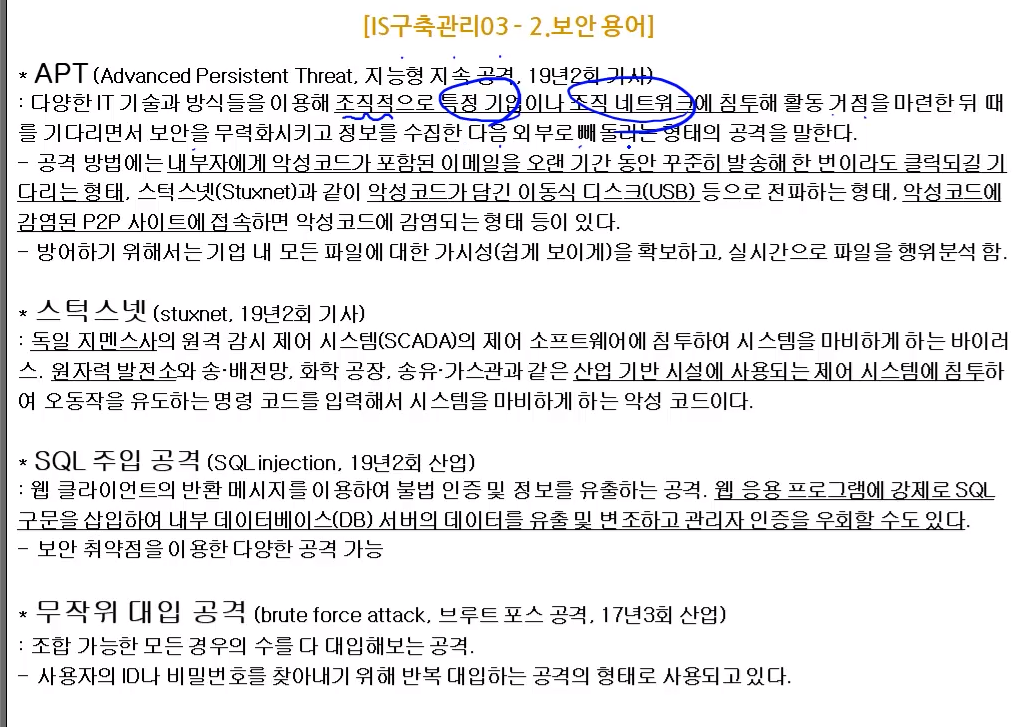 [IS구축관리03 - 2.보안 용어]
* APT (Advanced Persistent Threat, 지능형 지속 공격, 19년2회 기사)
: 다양한 IT 기술과 방식들을 이용해 조직적으로 특정 기업이나 조직 네트워크에 침투해 활동 거점을 마련한 뒤 때
를 기다리면서 보안을 무력화시키고 정보를 수집한 다음 외부로 빼돌리는 형태의 공격을 말한다.
- 공격 방법에는 내부자에게 악성코드가 포함된 이메일을 오랜 기간 동안 꾸준히 발송해 한 번이라도 클릭되길 기
다리는 형태, 스턱스넷(Stuxnet)과 같이 악성코드가 담긴 이동식 디스크(USB) 등으로 전파하는 형태, 악성코드에
감염된 P2P 사이트에 접속하면 악성코드에 감염되는 형태 등이 있다.
- 방어하기 위해서는 기업 내 모든 파일에 대한 가시성(쉽게 보이게)을 확보하고, 실시간으로 파일을 행위분석 함.
* 스턱스넷 (stuxnet, 19년2회 기사)
: 독일 지멘스사의 원격 감시 제어 시스템(SCADA)의 제어 소프트웨어에 침투하여 시스템을 마비하게 하는 바이러
스. 원자력 발전소와 송·배전망, 화학 공장, 송유·가스관과 같은 산업 기반 시설에 사용되는 제어 시스템에 침투하
여 오동작을 유도하는 명령 코드를 입력해서 시스템을 마비하게 하는 악성 코드이다.
* SQL 주입 공격 (SQL injection, 19년2회 산업)
: 웹 클라이언트의 반환 메시지를 이용하여 불법 인증 및 정보를 유출하는 공격. 웹 응용 프로그램에 강제로 SQL
구문을 삽입하여 내부 데이터베이스(DB) 서버의 데이터를 유출 및 변조하고 관리자 인증을 우회할 수도 있다.
- 보안 취약점을 이용한 다양한 공격 가능
* 무작위 대입 공격 (brute force attack, 브루트 포스 공격, 17년3회 산업)
: 조합 가능한 모든 경우의 수를 다 대입해보는 공격.
- 사용자의 ID나 비밀번호를 찾아내기 위해 반복 대입하는 공격의 형태로 사용되고 있다.